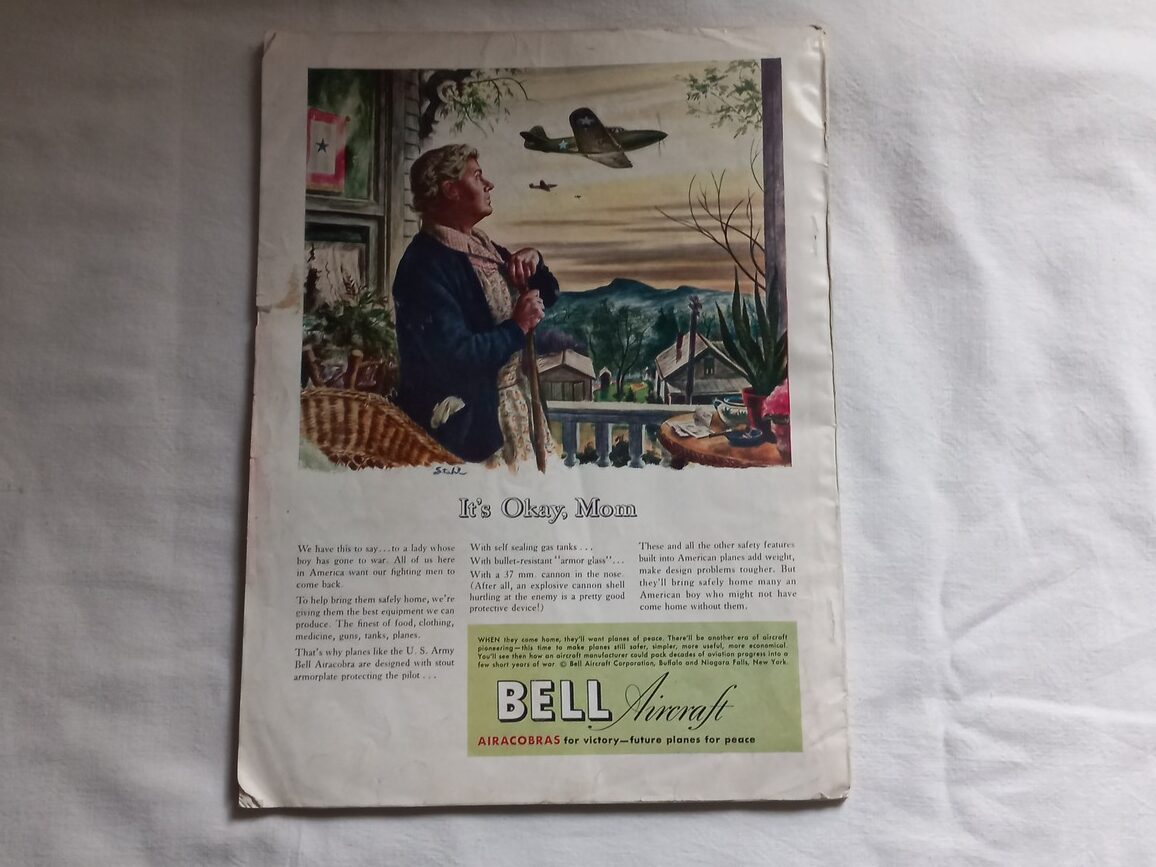 Stahl
It's Okay, Mom
We have this to say...to a lady whose
boy has gone to war. All of us here
in America want our fighting men to
come back.
To help bring them safely home, we're
giving them the best equipment we can
produce. The finest of food, clothing,
medicine, guns, tanks, planes.
That's why planes like the U. S. Army
Bell Airacobra are designed with stout
armorplate protecting the pilot . . .
With self sealing gas tanks . . .
With bullet-resistant "armor glass"...
With a 37 mm. cannon in the nose.
(After all, an explosive cannon shell
hurtling at the enemy is a pretty good
protective device!)
These and all the other safety features
built into American planes add weight,
make design problems tougher. But
they'll bring safely home many an
American boy who might not have
come home without them.
WHEN they come home, they'll want planes of peace. There'll be another era of aircraft
pioneering—this time to make planes still safer, simpler, more useful, more economical.
You'll see then how an aircraft manufacturer could pack decades of aviation progress into a
few short years of war. © Bell Aircraft Corporation, Buffalo and Niagara Falls, New York.
BELL Aircraft
AIRACOBRAS for victory—future planes for peace